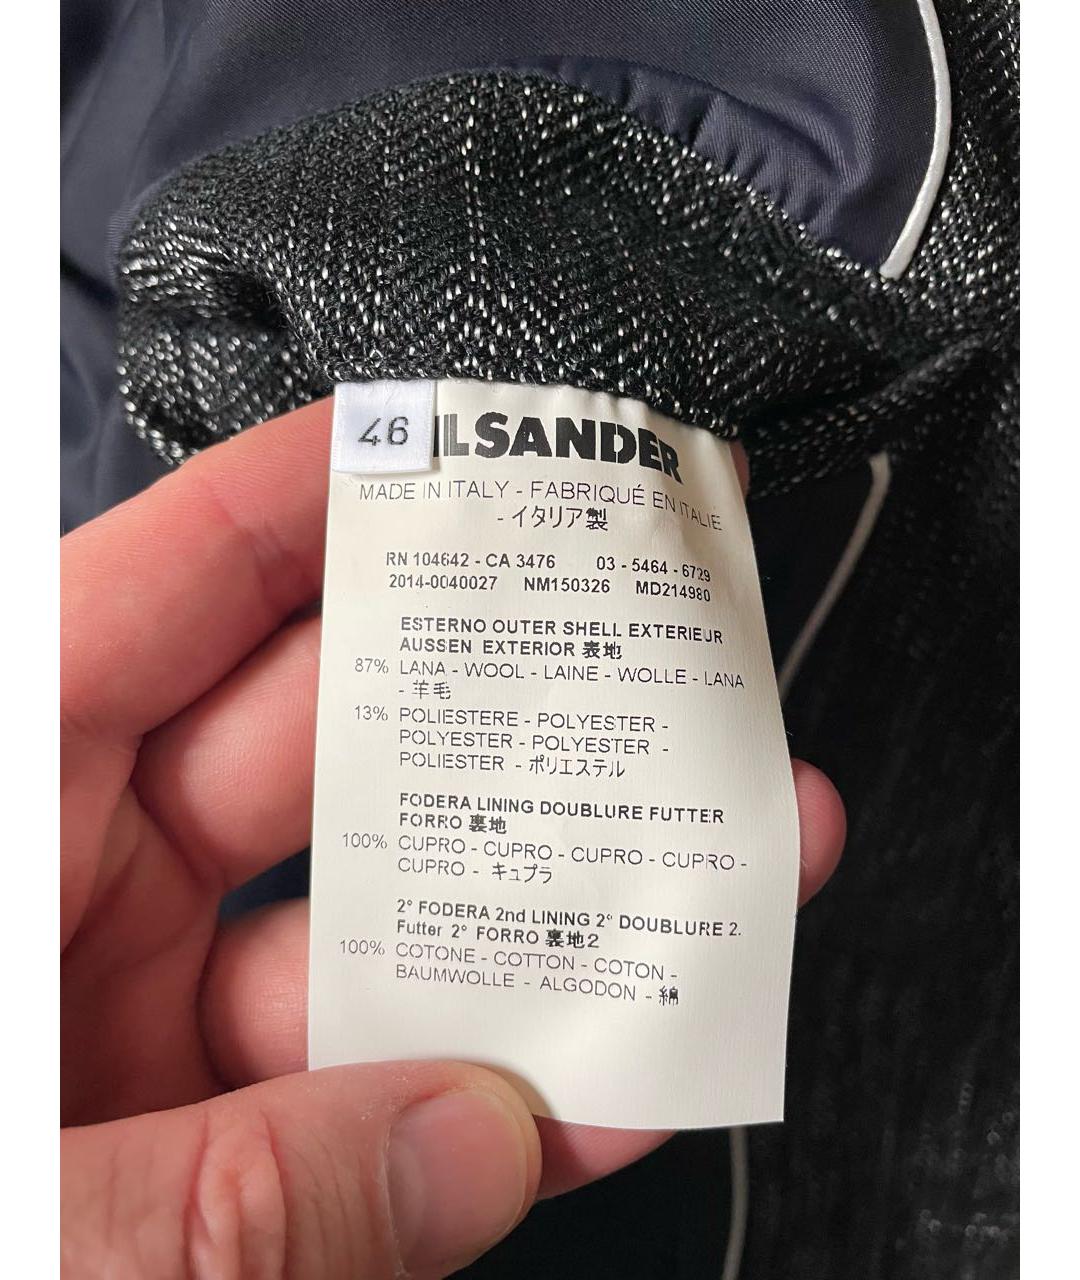 46
IL SANDER
MADE IN ITALY - FABRIQUÉ EN ITALIE
- イタリア製
RN 104642 - CA 3476 03 - 5464 - 6729
2014-0040027 NM150326 MD214980
ESTERNO OUTER SHELL EXTERIEUR
AUSSEN EXTERIOR 表地
87% LANA - WOOL - LAINE - WOLLE - LANA
- 羊毛
13% POLIESTERE - POLYESTER -
POLYESTER - POLYESTER -
POLIESTER - ポリエステル
FODERA LINING DOUBLURE FUTTER
FORRO 裏地
100% CUPRO - CUPRO - CUPRO - CUPRO -
CUPRO - キュプラ
2° FODERA 2nd LINING 2° DOUBLURE 2.
Futter 2° FORRO 裏地2
100% COTONE - COTTON - COTON -
BAUMWOLLE - ALGODON - 綿